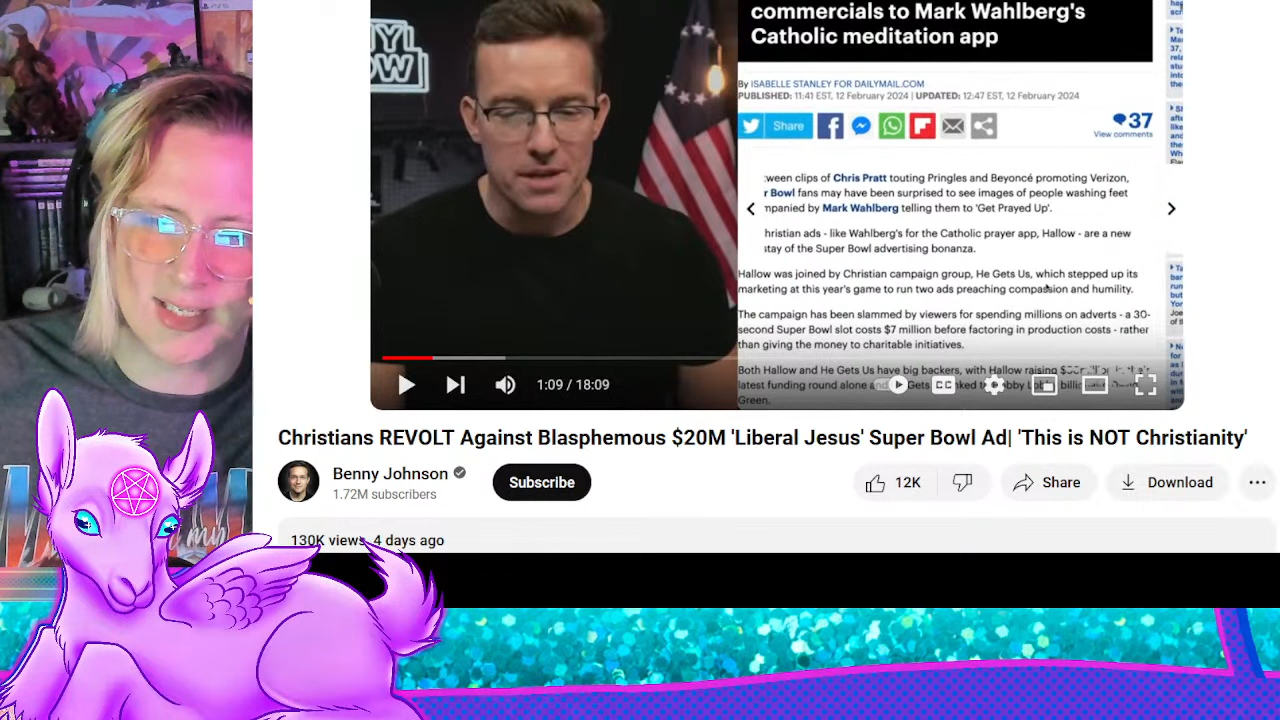 commercials to Mark Wahlberg's
Catholic meditation app
By ISABELLE STANLEY FOR DAILYMAIL.COM
PUBLISHED: 11:41 EST, 12 February 2024 | UPDATED: 12:47 EST, 12 February 2024
Share
37
View comments
clips of Chris Pratt touting Pringles and Beyoncé promoting Verizon,
Bowl fans may have been surprised to see images of people washing feet
by Mark Wahlberg telling them to 'Get Prayed Up'.
ads - like Wahlberg's for the Catholic prayer app, Hallow - are a new
of the Super Bowl advertising bonanza.
Hallow was joined by Christian campaign group, He Gets Us, which stepped up its
marketing at this year's game to run two ads preaching compassion and humility.
The campaign has been slammed by viewers for spending millions on adverts - a 30-
second Super Bowl slot costs $7 million before factoring in production costs - rather
than giving the money to charitable initiatives.
Both Hallow and He Gets Us have big backers, with Hallow raising
latest funding round alone
Green.
1:09 / 18:09
CC
Christians REVOLT Against Blasphemous $20M 'Liberal Jesus' Super Bowl Ad| 'This is NOT Christianity'
Benny Johnson
1.72M subscribers
Subscribe
12K
Share
Download
130K views 4 days ago